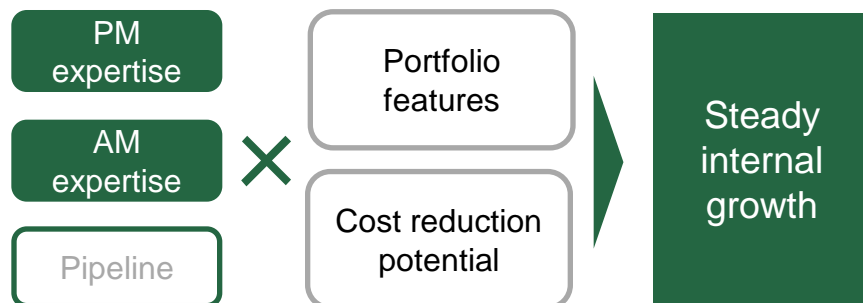 PM
expertise
AM
expertise
Pipeline
Portfolio
features
Cost reduction
potential
Steady
internal
growth